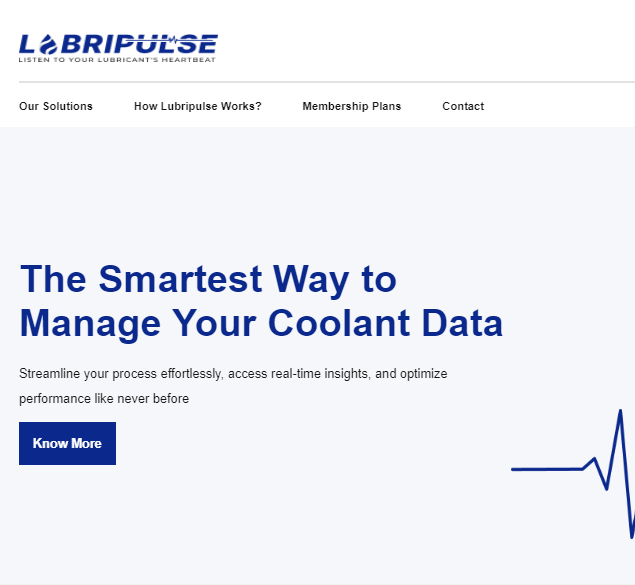 LUBRIPULSE
LISTEN TO YOUR LUBRICANT'S HEARTBEAT
Our Solutions How Lubripulse Works? Membership Plans Contact
The Smartest Way to
Manage Your Coolant Data
Streamline your process effortlessly, access real-time insights, and optimize
performance like never before
Know More